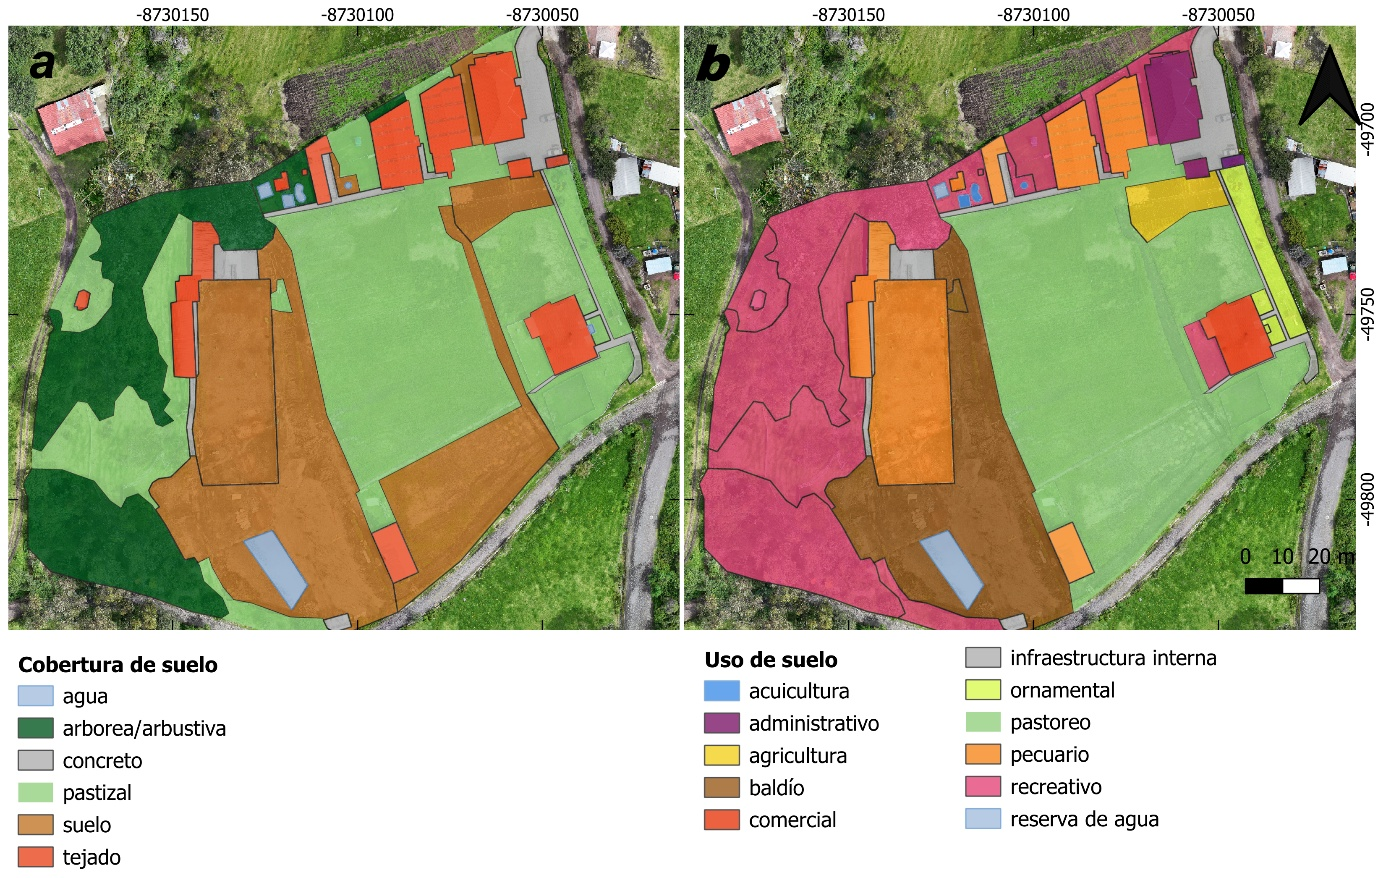 -8730150 -8730100 -8730050 -8730150 -8730100 -8730050
a b
-49700
-49750
-49800
0 10 20 m
Cobertura de suelo
agua
arborea/arbustiva
concreto
pastizal
suelo
tejado
Uso de suelo
acuicultura
administrativo
agricultura
baldío
comercial
infraestructura interna
ornamental
pastoreo
pecuario
recreativo
reserva de agua